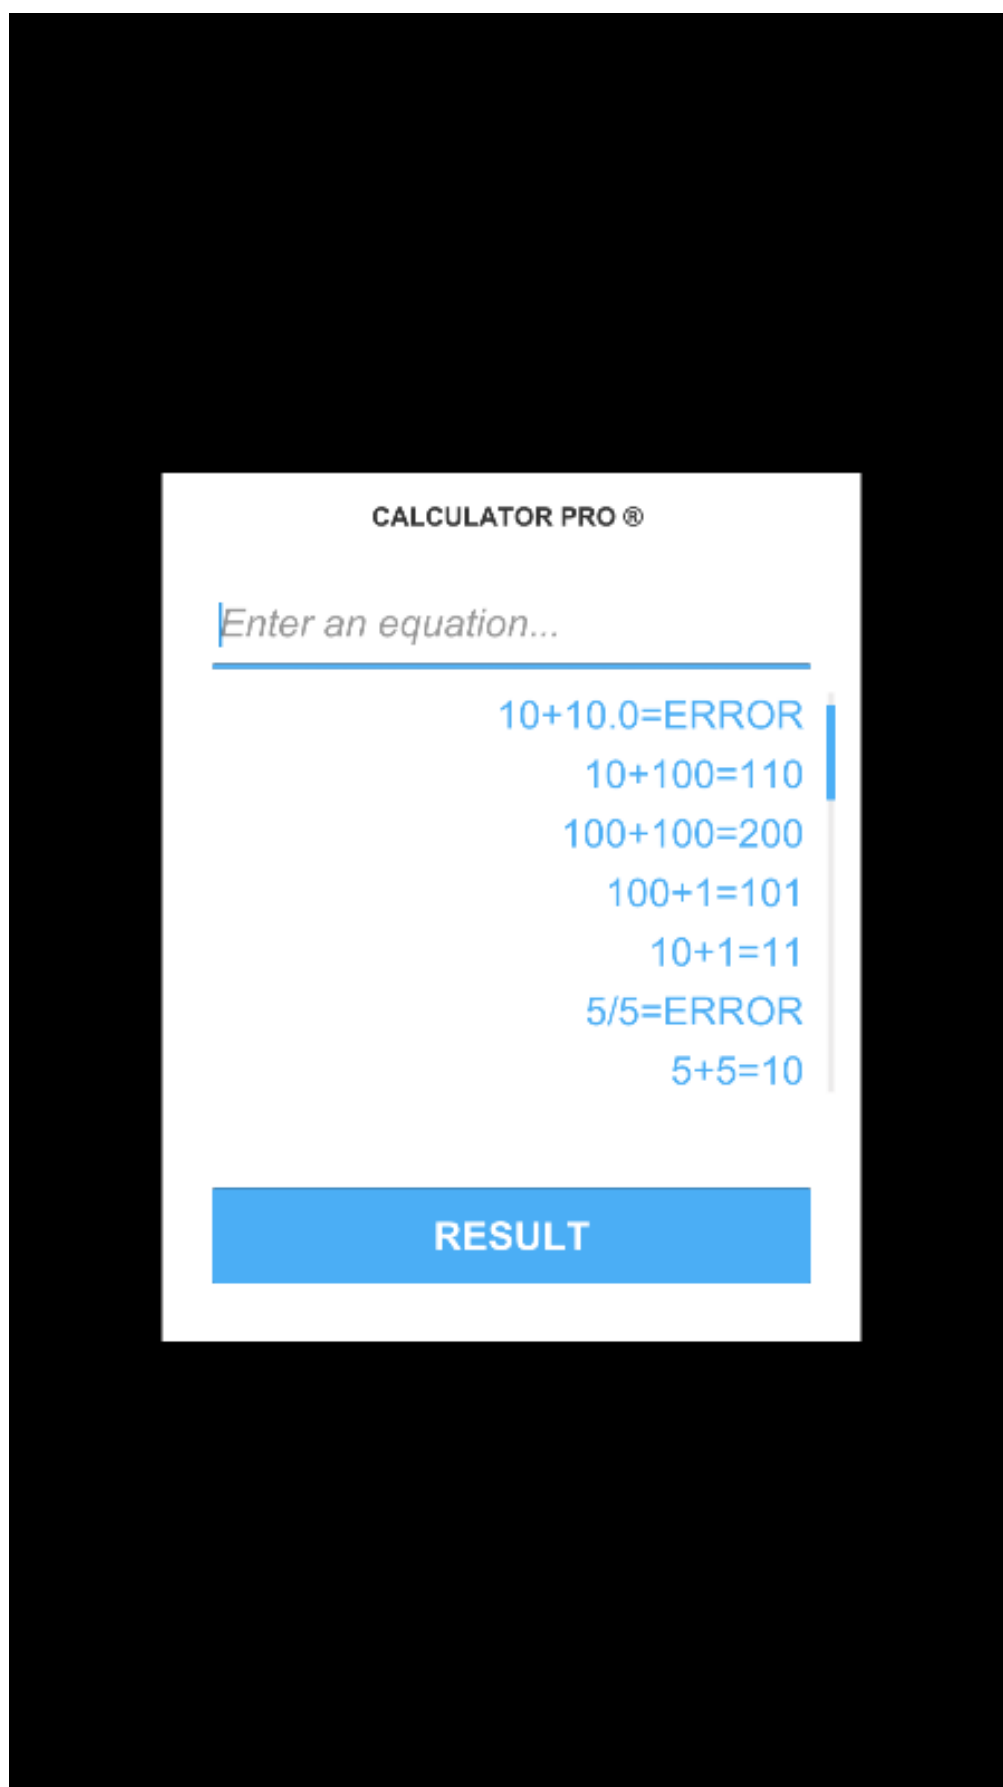 CALCULATOR PRO ®
Enter an equation...
10+10.0=ERROR
10+100=110
100+100=200
100+1=101
10+1=11
5/5=ERROR
5+5=10
RESULT